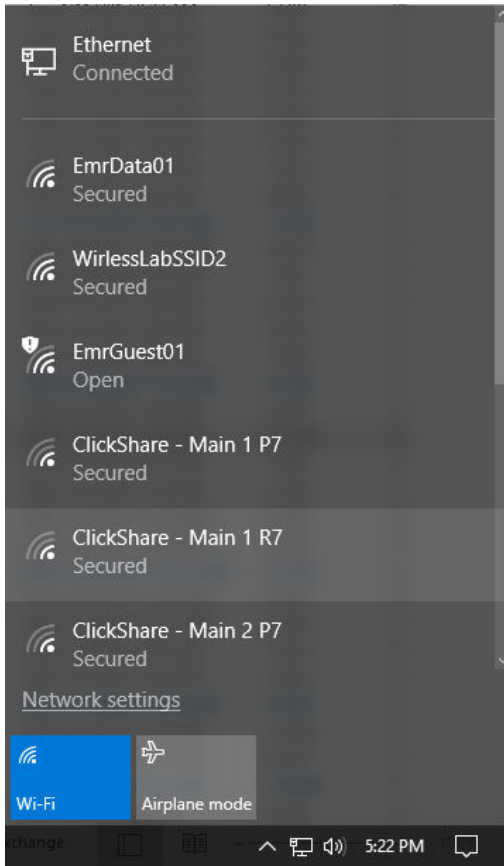 Ethernet
Connected
EmrData01
Secured
WirlessLabSSID2
Secured
EmrGuest01
Open
ClickShare - Main 1 P7
Secured
ClickShare - Main 1 R7
Secured
ClickShare - Main 2 P7
Secured
Network settings
Wi-Fi
Airplane mode
5:22 PM